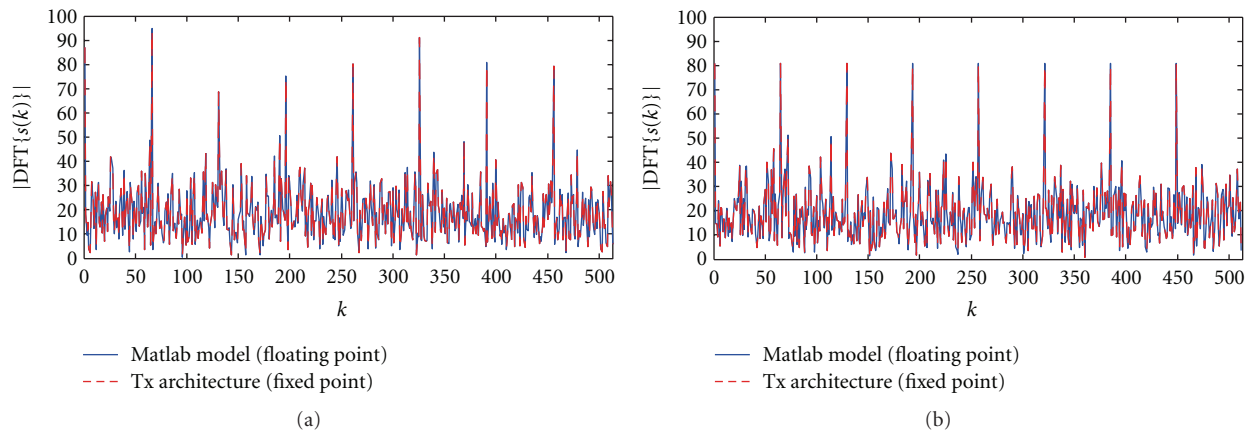 100
90
80
70
60
50
40
30
20
10
0
|DFT{s(k)}|
0 50 100 150 200 250 300 350 400 450 500
k
Matlab model (floating point)
Tx architecture (fixed point)
(a)
100
90
80
70
60
50
40
30
20
10
0
|DFT{s(k)}|
0 50 100 150 200 250 300 350 400 450 500
k
Matlab model (floating point)
Tx architecture (fixed point)
(b)